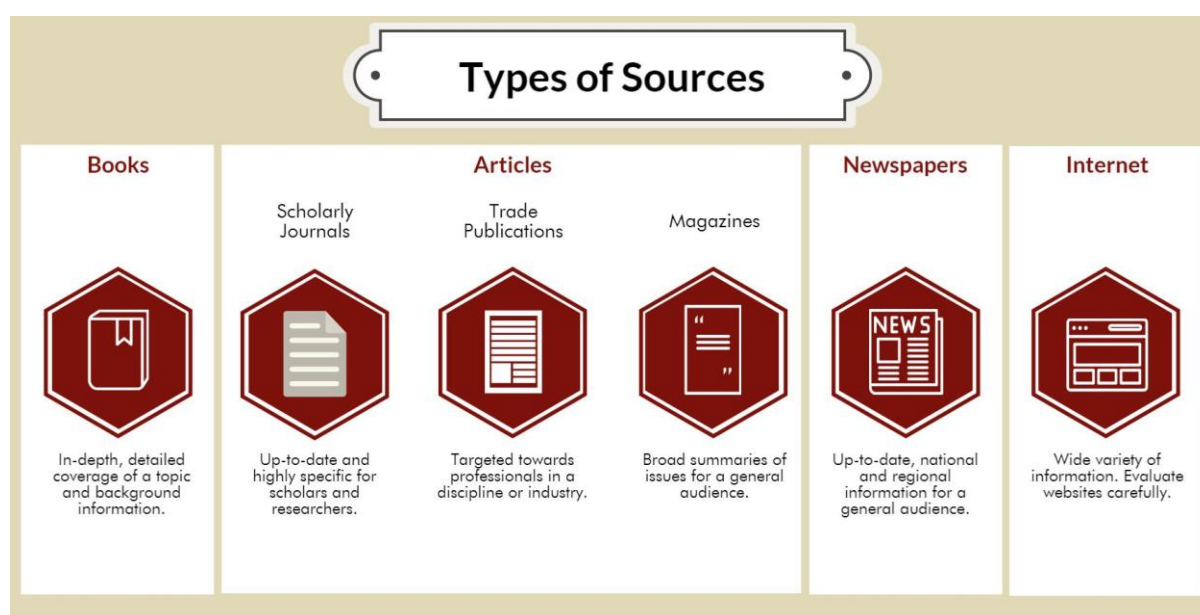 Types of Sources
Books
In-depth, detailed
coverage of a topic
and background
information.
Articles
Scholarly
Journals
Up-to-date and
highly specific for
scholars and
researchers.
Trade
Publications
Targeted towards
professionals in a
discipline or industry.
Magazines
“
”
Broad summaries of
issues for a general
audience.
Newspapers
NEWS
Up-to-date, national
and regional
information for a
general audience.
Internet
Wide variety of
information. Evaluate
websites carefully.